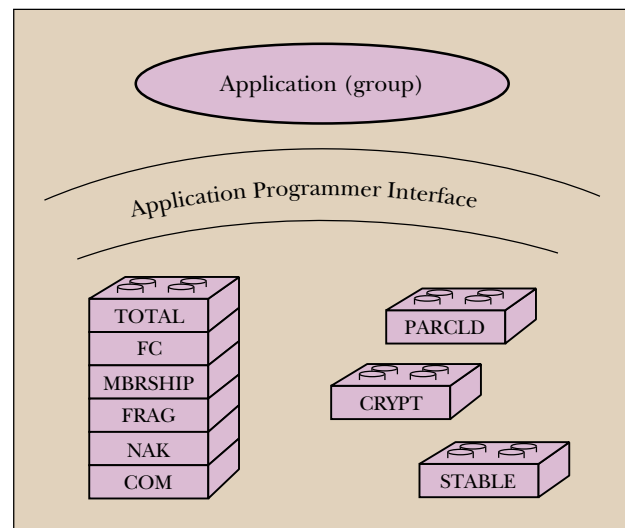 Application (group)
Application Programmer Interface
TOTAL
FC
MBRSHIP
FRAG
NAK
COM
PARCLD
CRYPT
STABLE